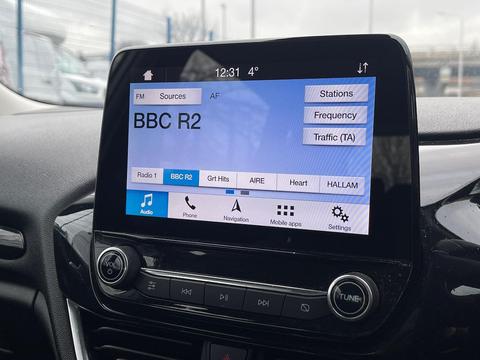 12:31 4°
FM Sources AF
Stations
BBC R2
Frequency
Traffic (TA)
Radio 1 BBC R2 Grt Hits AIRE Heart HALLAM
Audio Phone Navigation Mobile apps Settings
VOL
TUNE